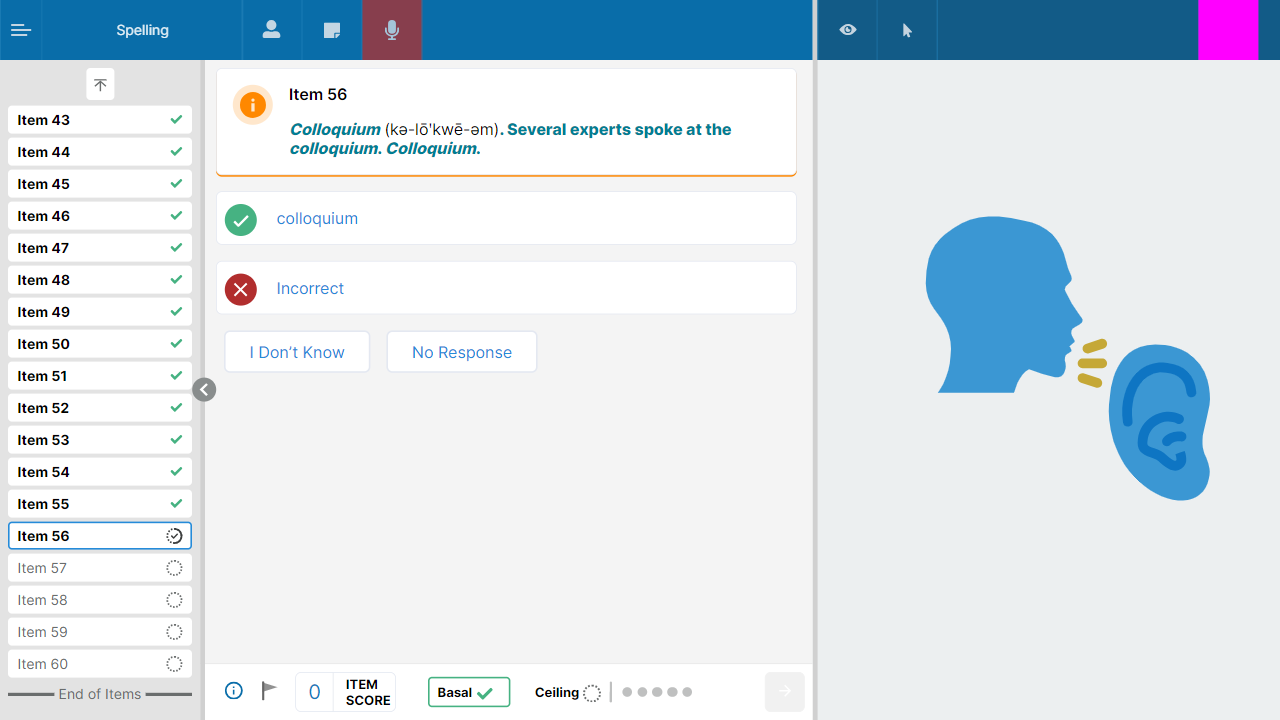 Spelling
Item 43
Item 44
Item 45
Item 46
Item 47
Item 48
Item 49
Item 50
Item 51
Item 52
Item 53
Item 54
Item 55
Item 56
Item 57
Item 58
Item 59
Item 60
End of Items
Item 56
Colloquium (kə-lō'kwē-əm). Several experts spoke at the
colloquium. Colloquium.
colloquium
Incorrect
I Don’t Know
No Response
0
ITEM
SCORE
Basal
Ceiling